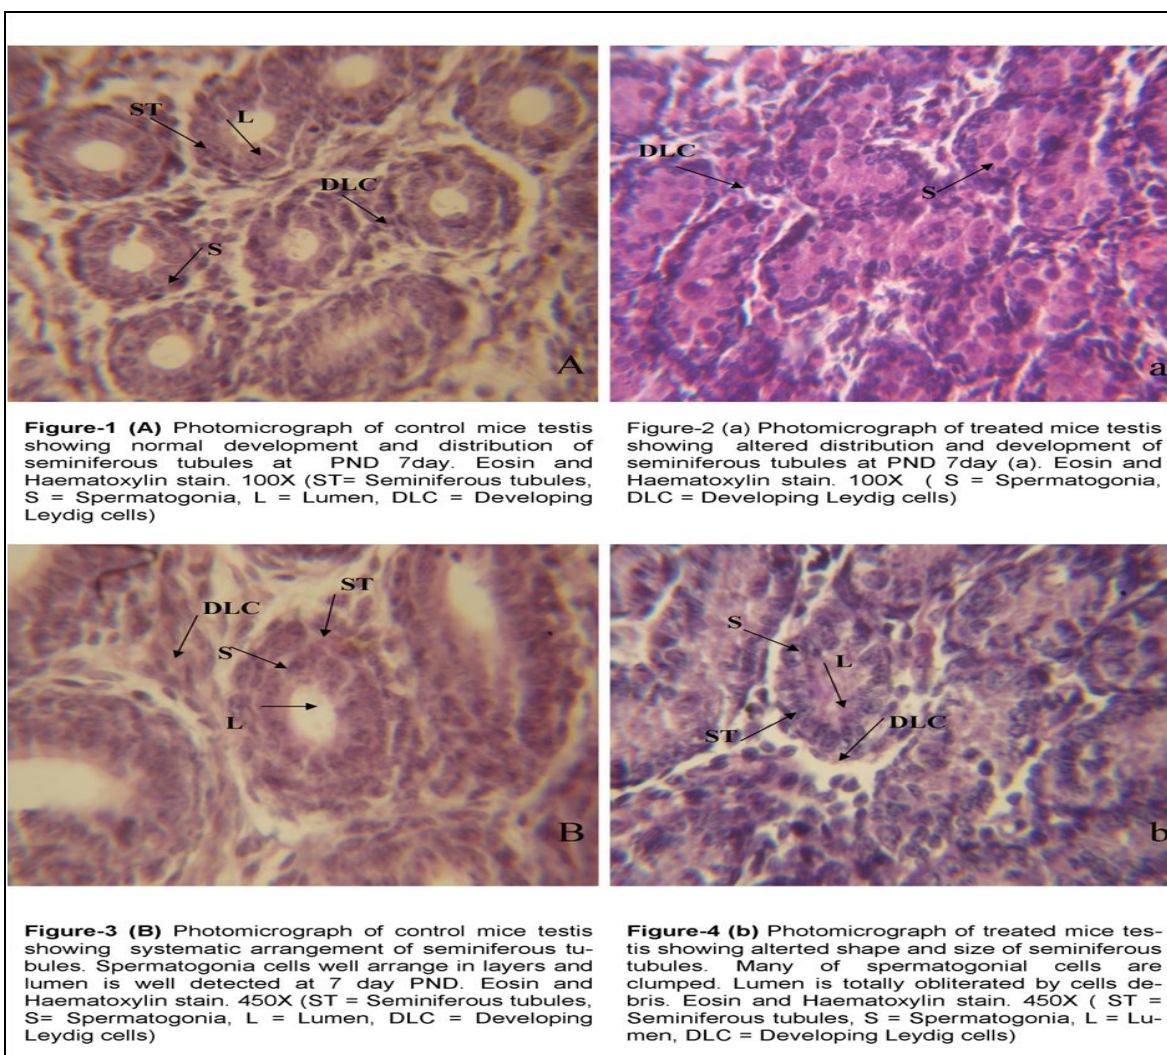 ST
L
DLC
S
A
DLC
S
a
Figure-1 (A) Photomicrograph of control mice testis
showing normal development and distribution of
seminiferous tubules at PND 7day. Eosin and
Haematoxylin stain. 100X (ST= Seminiferous tubules,
S = Spermatogonia, L = Lumen, DLC = Developing
Leydig cells)
Figure-2 (a) Photomicrograph of treated mice testis
showing altered distribution and development of
seminiferous tubules at PND 7day (a). Eosin and
Haematoxylin stain. 100X ( S = Spermatogonia,
DLC = Developing Leydig cells)
ST
DLC
S
L
B
S
L
ST
DLC
b
Figure-3 (B) Photomicrograph of control mice testis
showing systematic arrangement of seminiferous tu-
bules. Spermatogonia cells well arrange in layers and
lumen is well detected at 7 day PND. Eosin and
Haematoxylin stain. 450X (ST = Seminiferous tubules,
S= Spermatogonia, L = Lumen, DLC = Developing
Leydig cells)
Figure-4 (b) Photomicrograph of treated mice tes-
tis showing alterted shape and size of seminiferous
tubules. Many of spermatogonial cells are
clumped. Lumen is totally obliterated by cells de-
bris. Eosin and Haematoxylin stain. 450X ( ST =
Seminiferous tubules, S = Spermatogonia, L = Lu-
men, DLC = Developing Leydig cells)